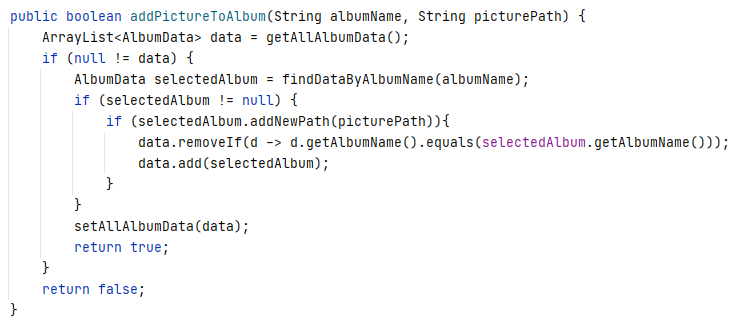 public boolean addPictureToAlbum(String albumName, String picturePath) {
    ArrayList<AlbumData> data = getAllAlbumData();
    if (null != data) {
        AlbumData selectedAlbum = findDataByAlbumName(albumName);
        if (selectedAlbum != null) {
            if (selectedAlbum.addNewPath(picturePath)){
                data.removeIf(d -> d.getAlbumName().equals(selectedAlbum.getAlbumName()));
                data.add(selectedAlbum);
            }
        }
        setAllAlbumData(data);
        return true;
    }
    return false;
}